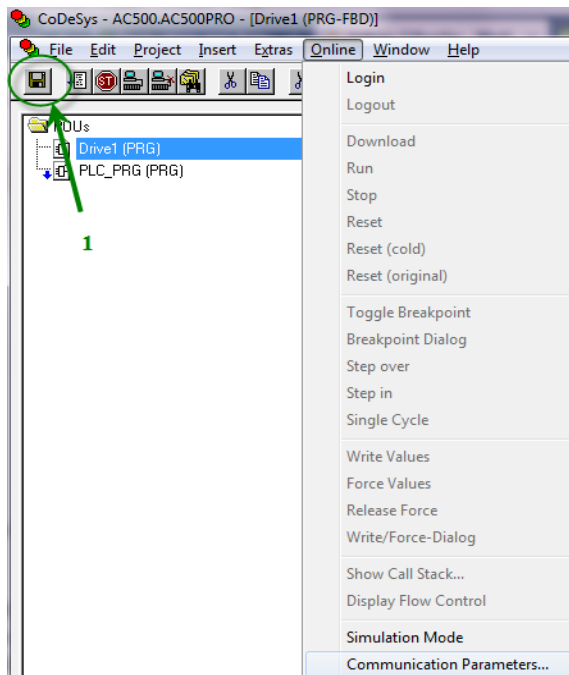 CoDeSys - AC500.AC500PRO - [Drive1 (PRG-FBD)]
File Edit Project Insert Extras Online Window Help
ST
POUs
Drive1 (PRG)
PLC_PRG (PRG)
1
Login
Logout
Download
Run
Stop
Reset
Reset (cold)
Reset (original)
Toggle Breakpoint
Breakpoint Dialog
Step over
Step in
Single Cycle
Write Values
Force Values
Release Force
Write/Force-Dialog
Show Call Stack...
Display Flow Control
Simulation Mode
Communication Parameters...